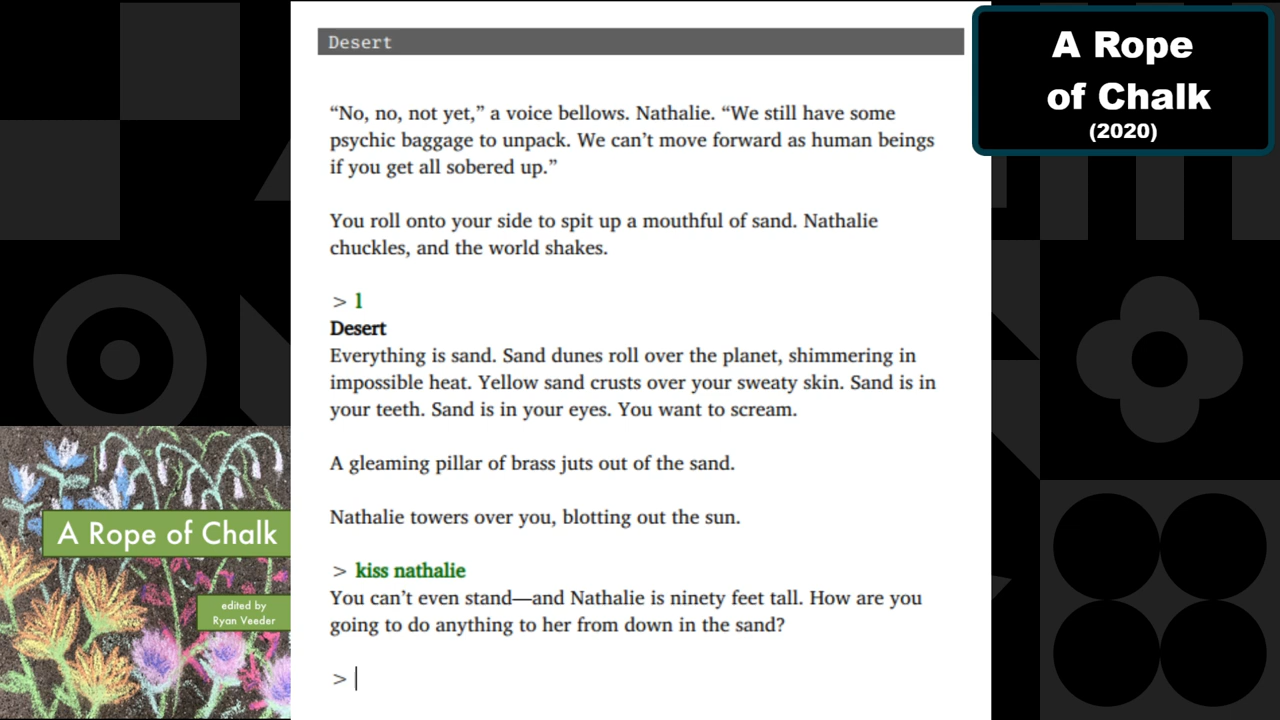 Desert
“No, no, not yet,” a voice bellows. Nathalie. “We still have some
psychic baggage to unpack. We can’t move forward as human beings
if you get all sobered up.”
You roll onto your side to spit up a mouthful of sand. Nathalie
chuckles, and the world shakes.
> l
Desert
Everything is sand. Sand dunes roll over the planet, shimmering in
impossible heat. Yellow sand crusts over your sweaty skin. Sand is in
your teeth. Sand is in your eyes. You want to scream.
A gleaming pillar of brass juts out of the sand.
Nathalie towers over you, blotting out the sun.
> kiss nathalie
You can’t even stand—and Nathalie is ninety feet tall. How are you
going to do anything to her from down in the sand?
>
A Rope
of Chalk
(2020)
A Rope of Chalk
edited by
Ryan Veeder